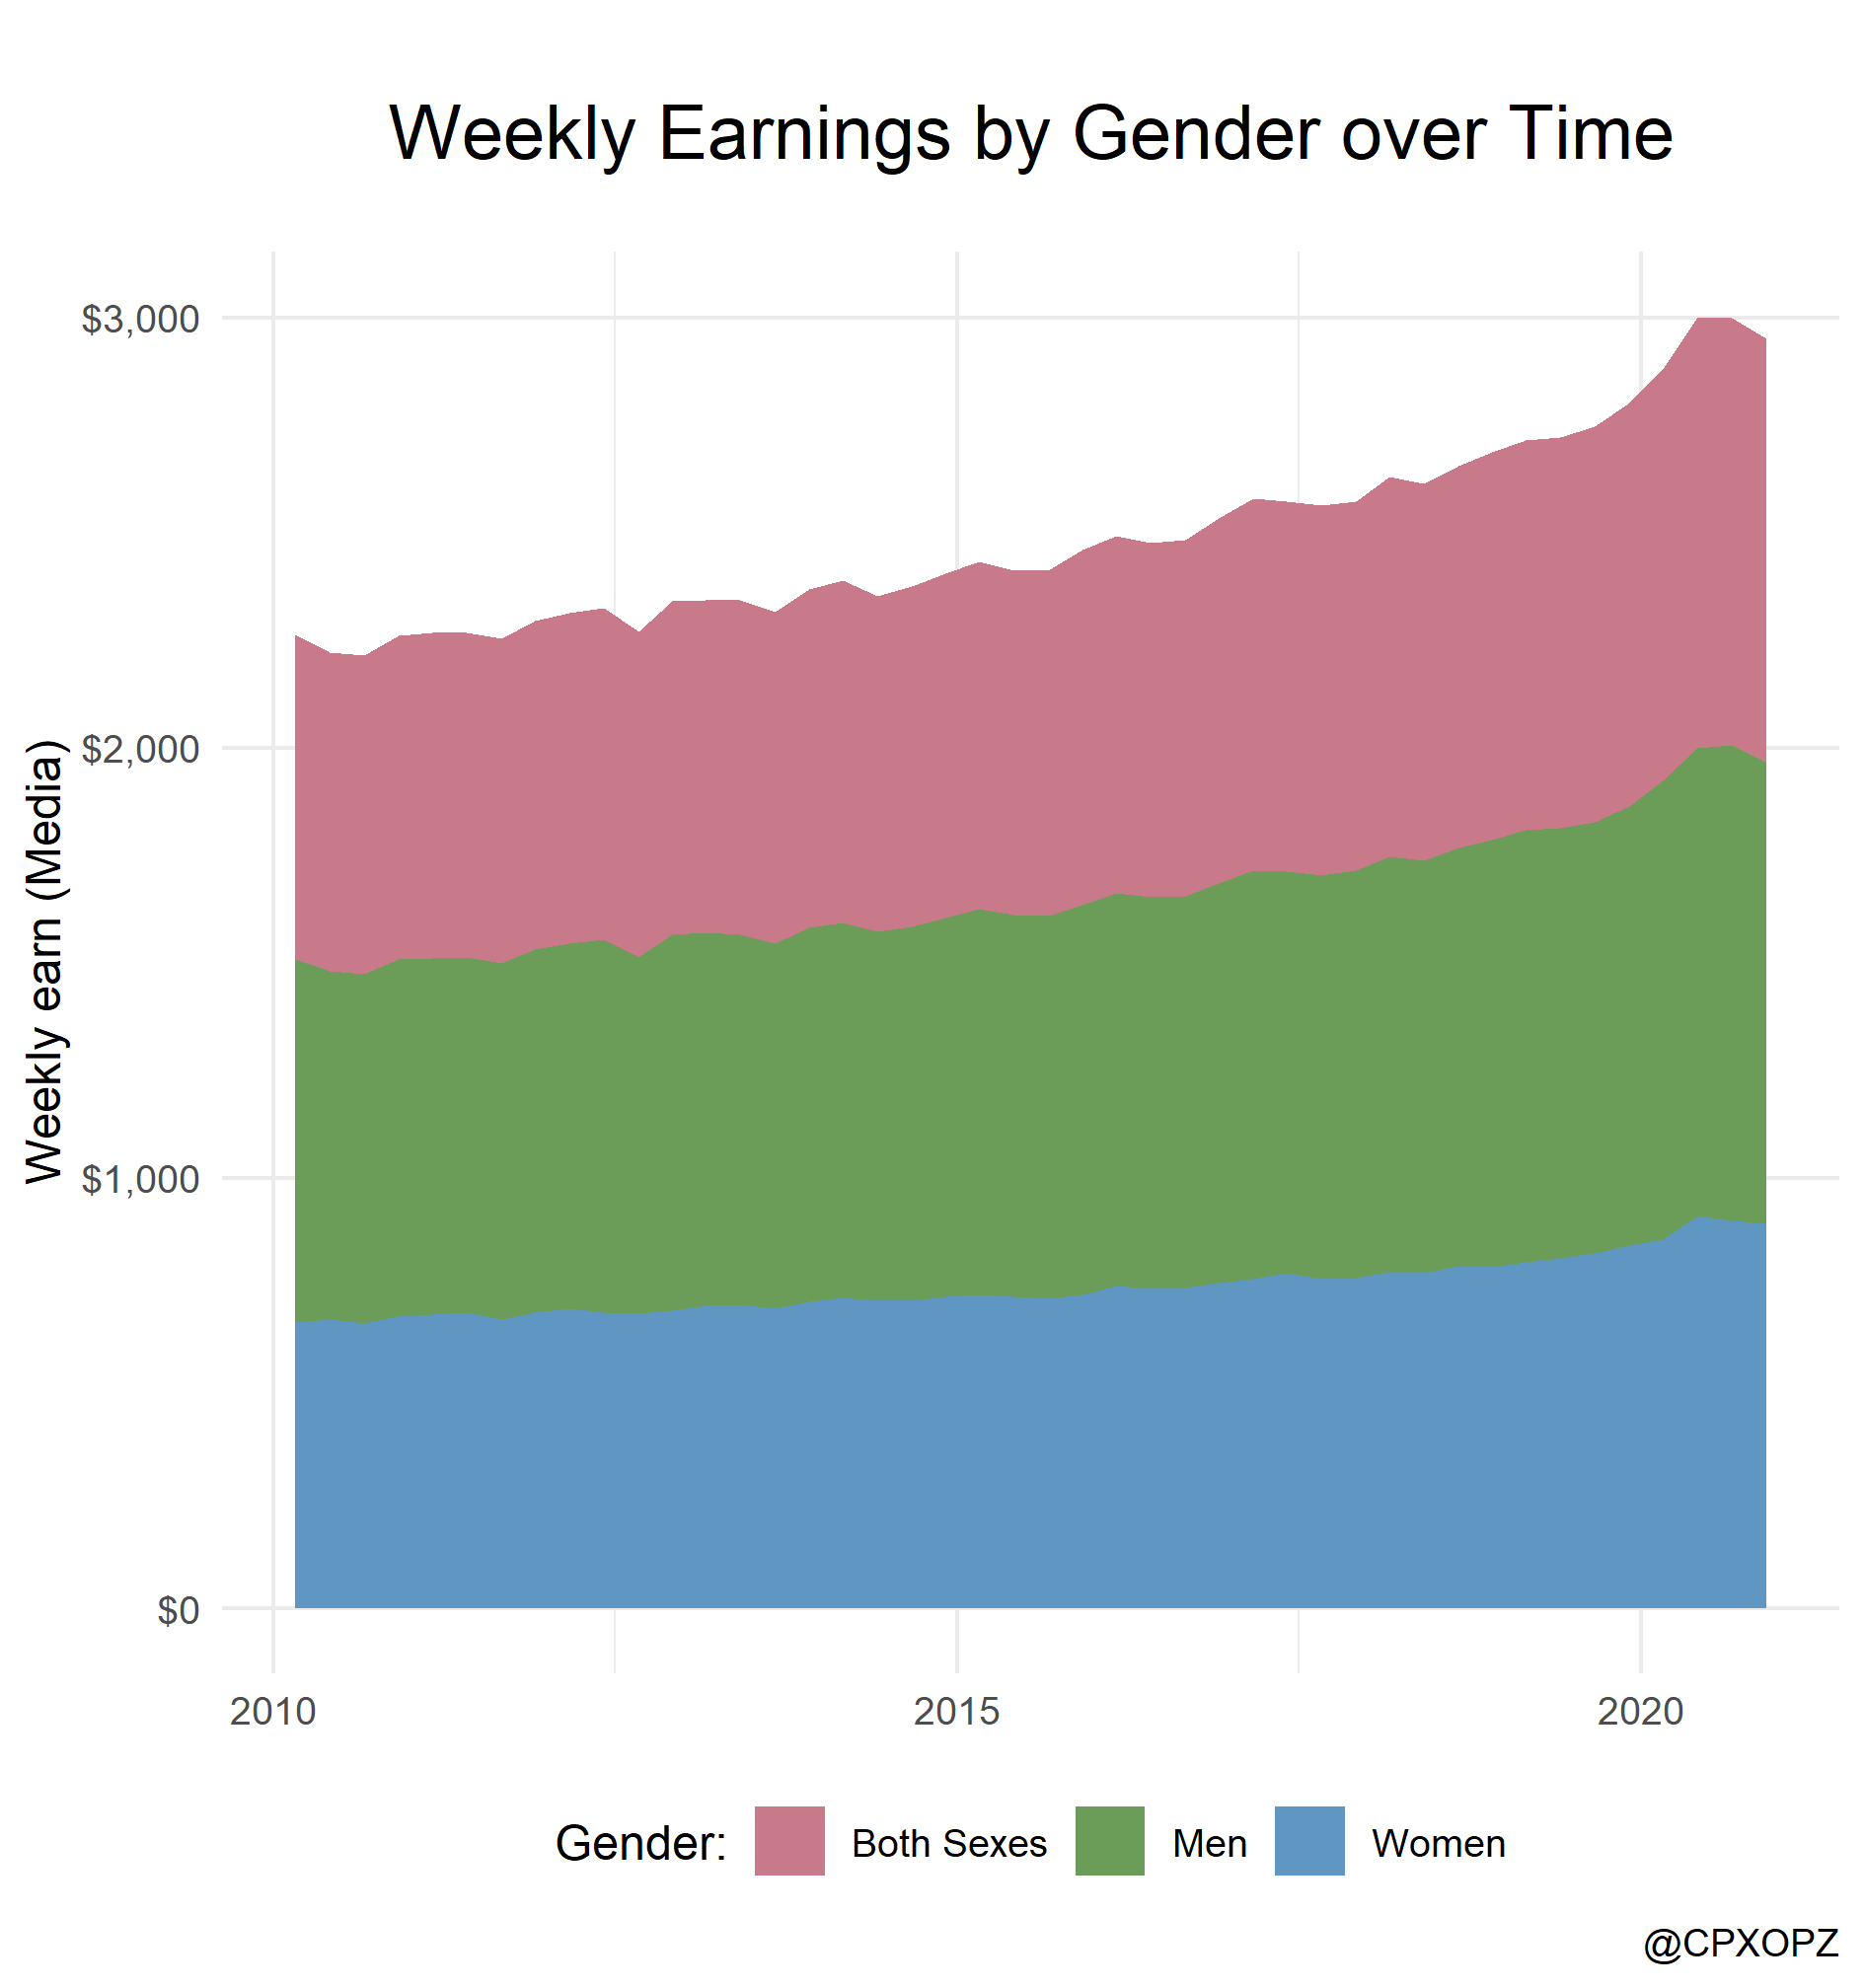 Weekly Earnings by Gender over Time
Weekly earn (Media)
$3,000
$2,000
$1,000
$0
2010 2015 2020
Gender: Both Sexes Men Women
@CPXOPZ